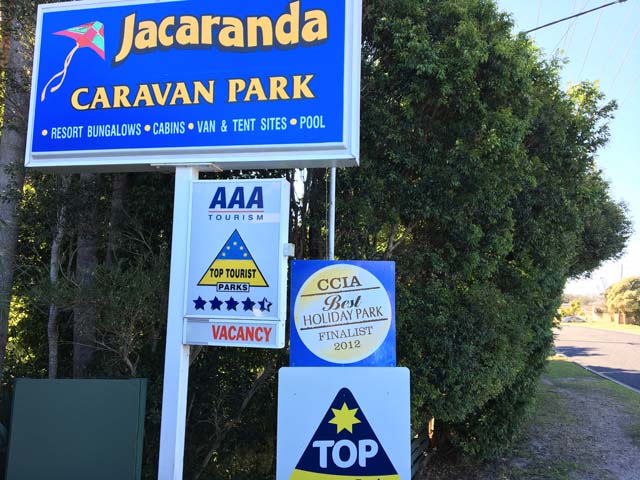 Jacaranda
CARAVAN PARK
• RESORT BUNGALOWS • CABINS • VAN & TENT SITES • POOL
AAA
TOURISM
TOP TOURIST
PARKS
VACANCY
CCIA
Best
HOLIDAY PARK
FINALIST
2012
TOP